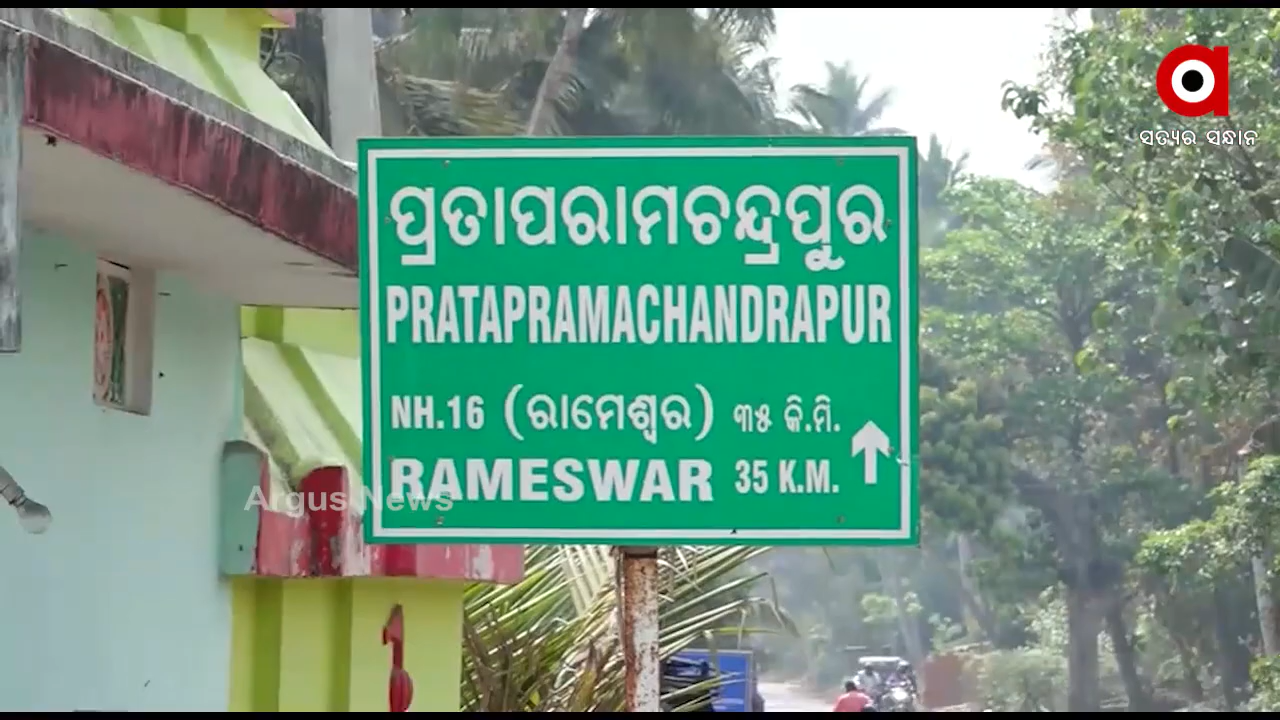 ସତ୍ୟର ସନ୍ଧାନ
ପ୍ରତାପରାମଚନ୍ଦ୍ରପୁର
PRATAPRAMACHANDRAPUR
NH.16 (ରାମେଶ୍ୱର) ୩୫ କି.ମି.
RAMESWAR 35 K.M.
Argus News